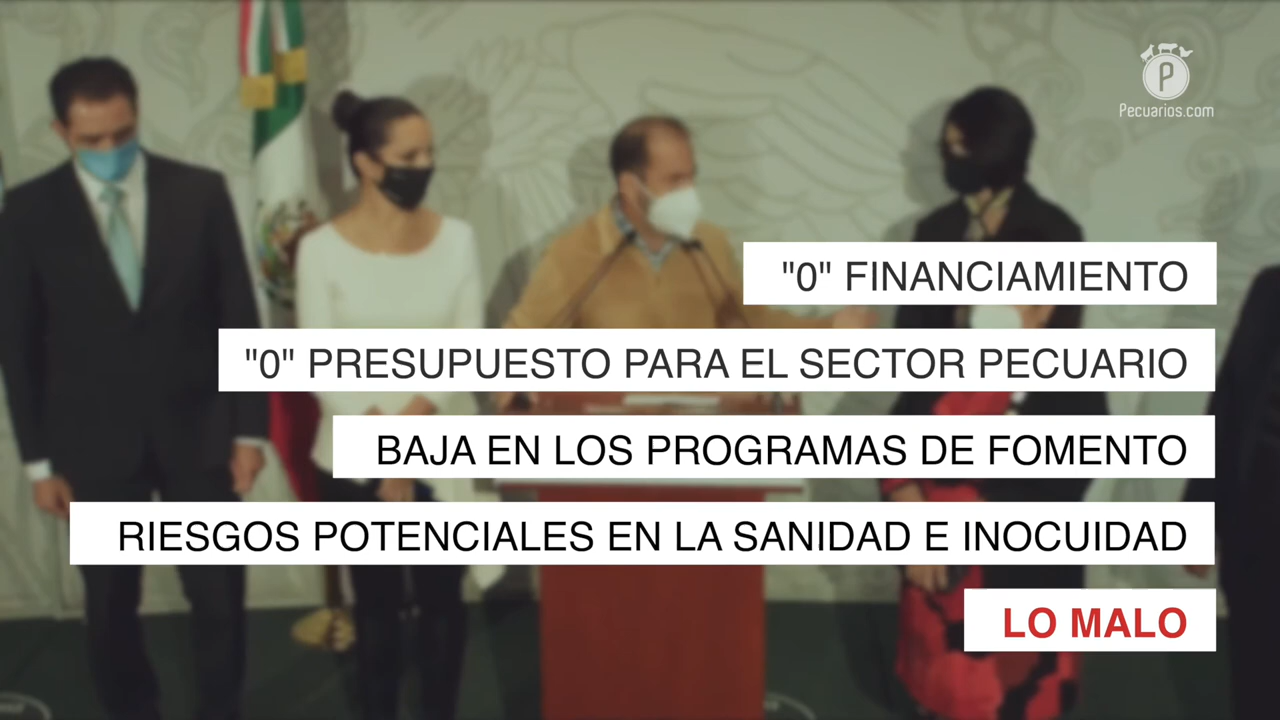 P
Pecuarios.com
"0" FINANCIAMIENTO
"0" PRESUPUESTO PARA EL SECTOR PECUARIO
BAJA EN LOS PROGRAMAS DE FOMENTO
RIESGOS POTENCIALES EN LA SANIDAD E INOCUIDAD
LO MALO